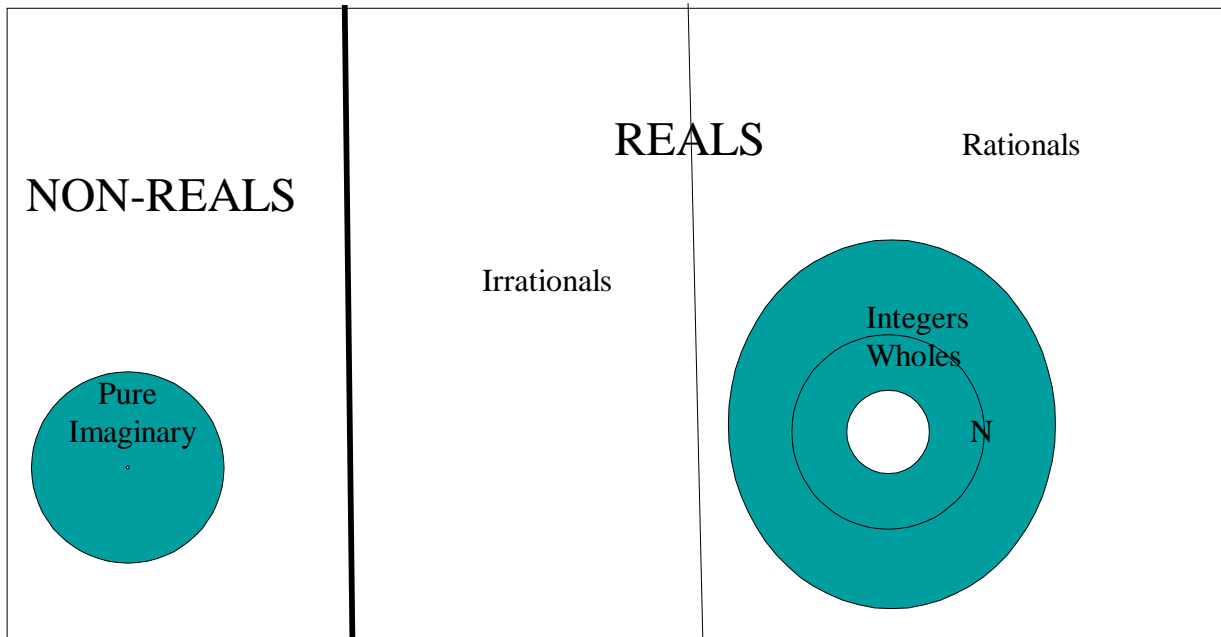 REALS
Rationals
NON-REALS
Irrationals
Integers
Wholes
Pure
Imaginary
N